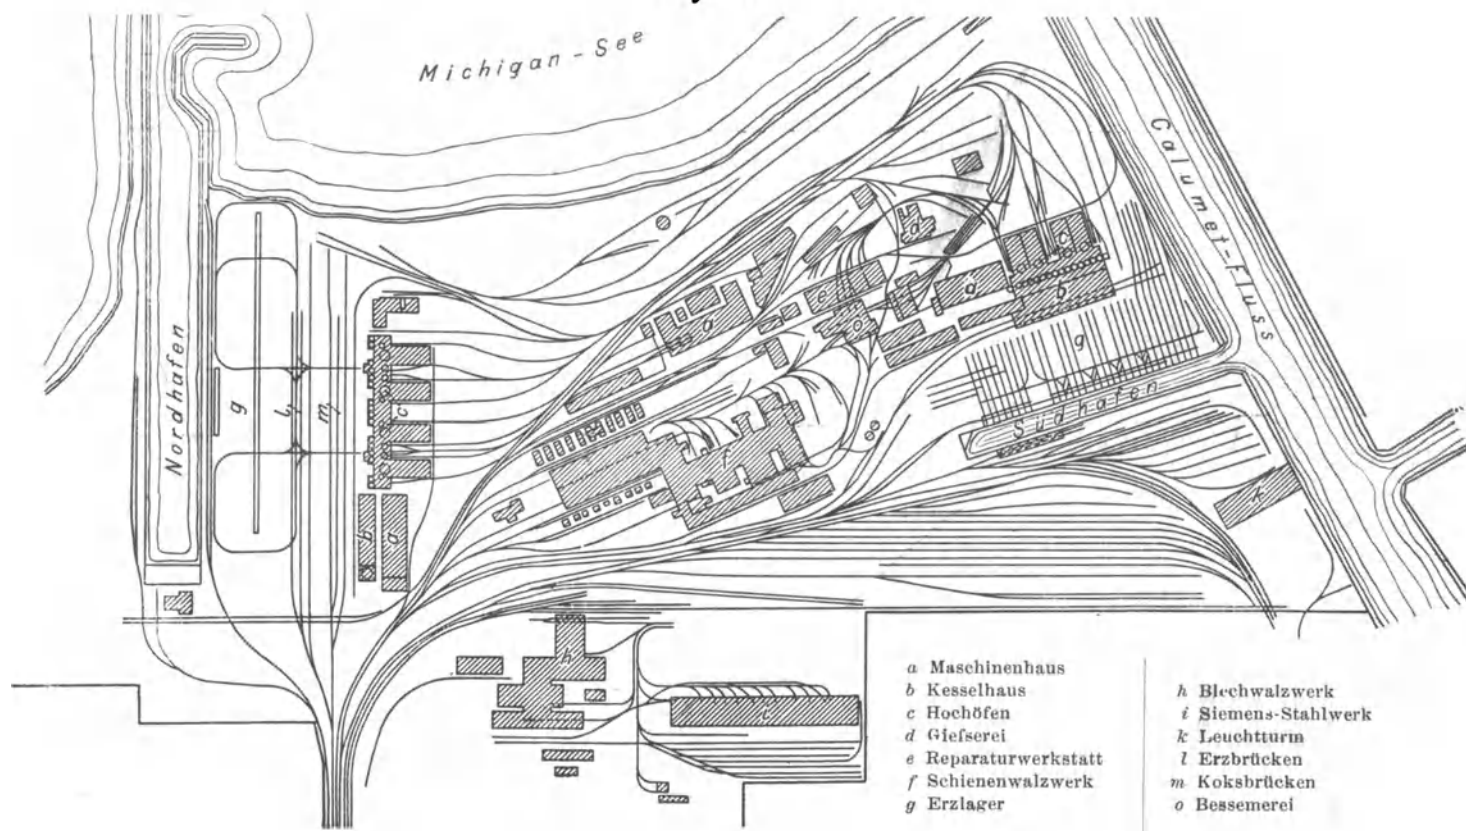 Michigan-See
Calumet-Fluss
Nordhafen
Südhafen
d
c
e
a
b
a
o
g
g
l
m
c
f
k
b
a
h
i
a Maschinenhaus
b Kesselhaus
c Hochöfen
d Giefserei
e Reparaturwerkstatt
f Schienenwalzwerk
g Erzlager
h Blechwalzwerk
i Siemens-Stahlwerk
k Leuchtturm
l Erzbrücken
m Koksbrücken
o Bessemerei